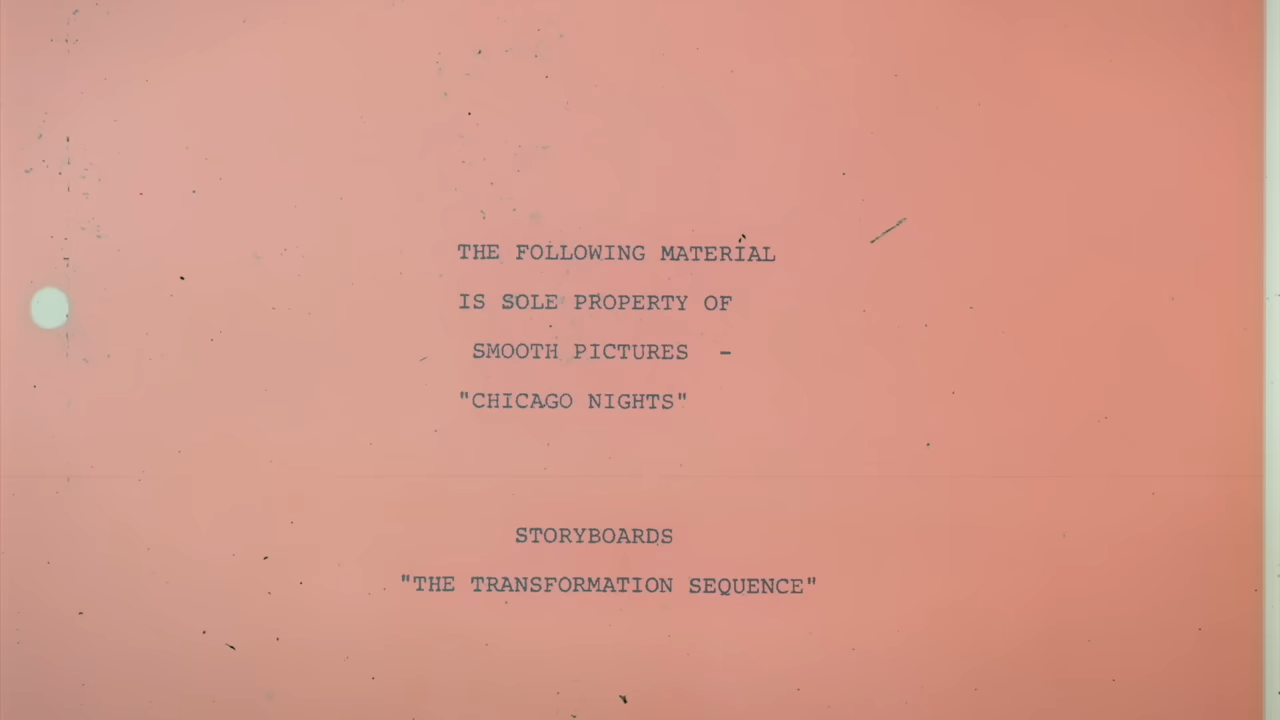 THE FOLLOWING MATERIAL
IS SOLE PROPERTY OF
SMOOTH PICTURES -
"CHICAGO NIGHTS"
STORYBOARDS
"THE TRANSFORMATION SEQUENCE"